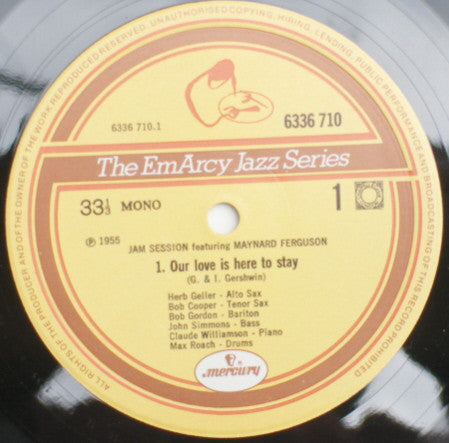 ALL RIGHTS OF THE PRODUCER AND OF THE OWNER OF THE WORK REPRODUCED RESERVED. UNAUTHORISED COPYING, HIRING, LENDING, PUBLIC PERFORMANCE AND BROADCASTING OF THIS RECORD PROHIBITED
6336 710.1
6336 710
The EmArcy Jazz Series
33⅓ MONO
1
℗ 1955
JAM SESSION featuring MAYNARD FERGUSON
1. Our love is here to stay
(G. & I. Gershwin)
Herb Geller - Alto Sax
Bob Cooper - Tenor Sax
Bob Gordon - Bariton
John Simmons - Bass
Claude Williamson - Piano
Max Roach - Drums
mercury